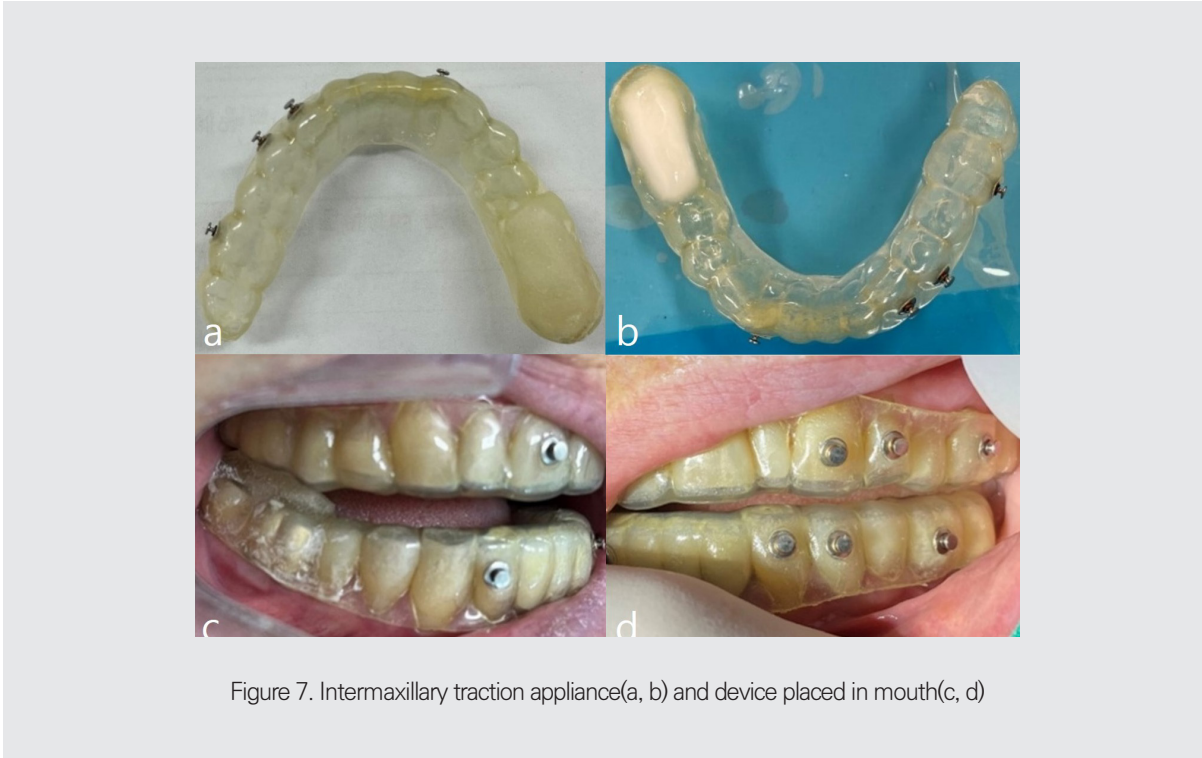 a
b
c
d
Figure 7. Intermaxillary traction appliance(a, b) and device placed in mouth(c, d)